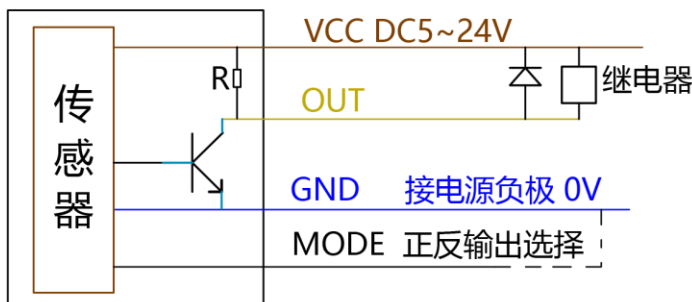 VCC DC5~24V
传感器
R
继电器
OUT
GND 接电源负极 0V
MODE 正反输出选择